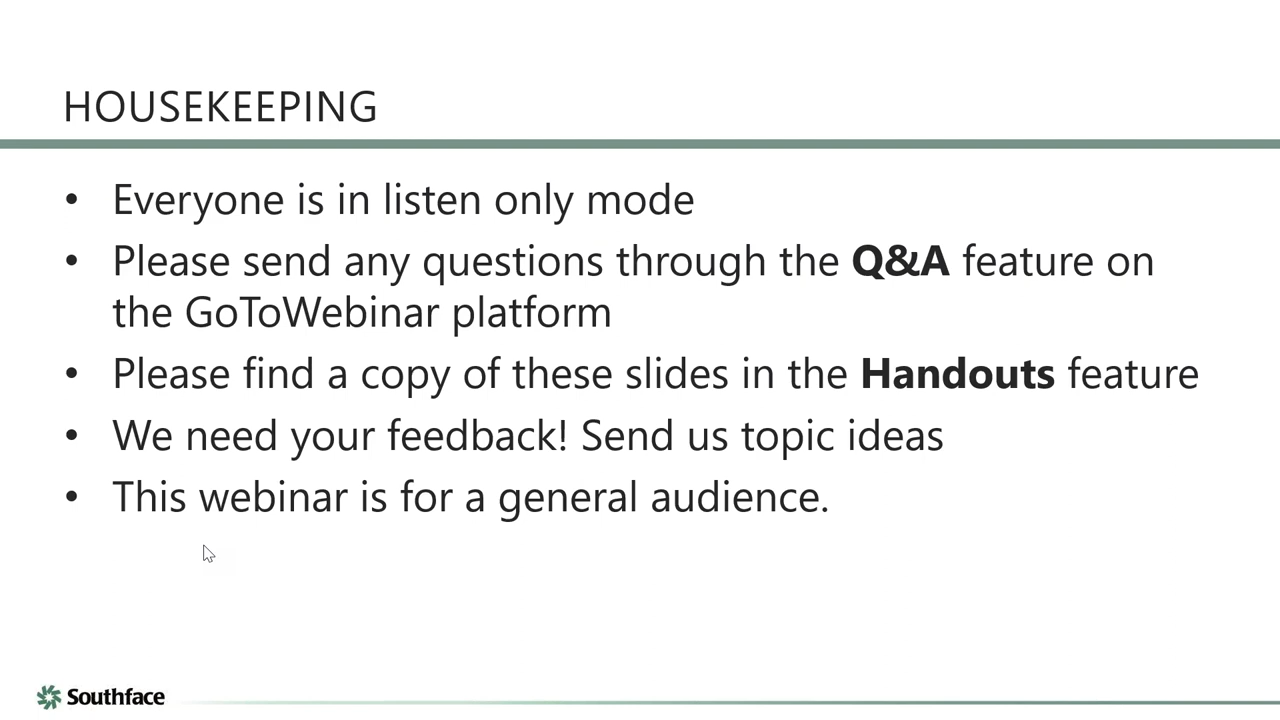 HOUSEKEEPING
• Everyone is in listen only mode
• Please send any questions through the Q&A feature on
the GoToWebinar platform
• Please find a copy of these slides in the Handouts feature
• We need your feedback! Send us topic ideas
• This webinar is for a general audience.
Southface